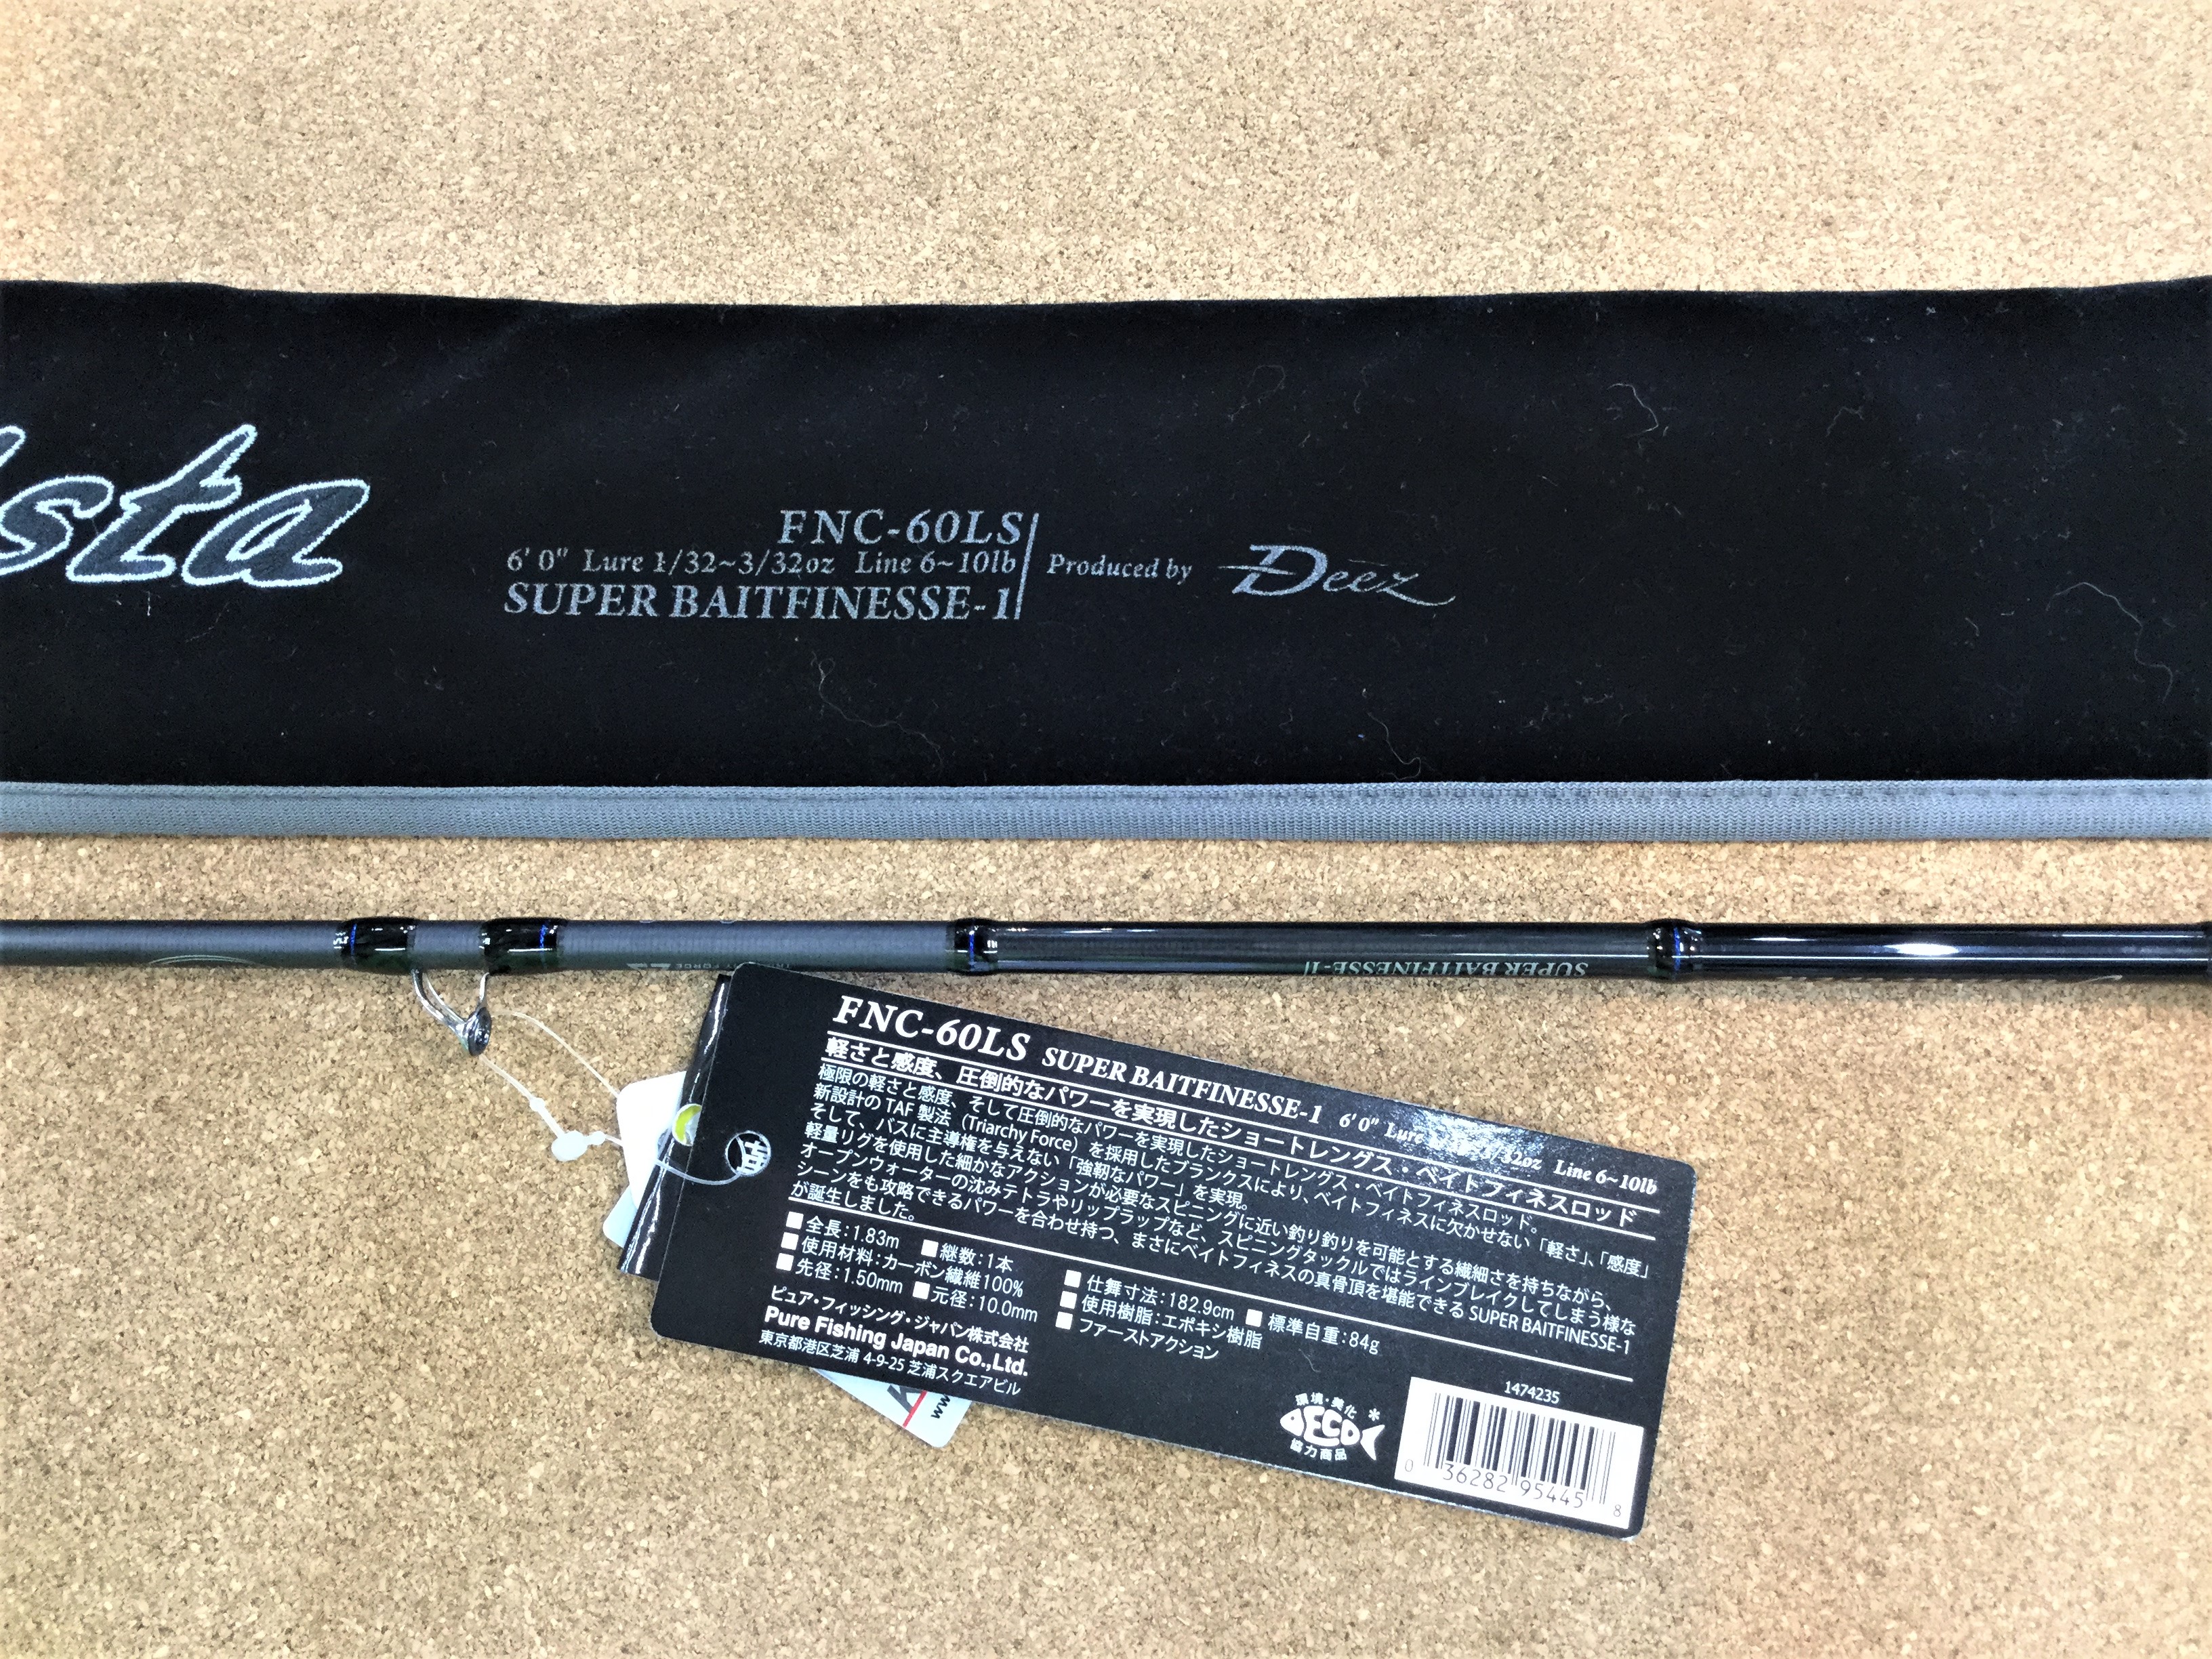 sta
FNC-60LS
6' 0" Lure 1/32~3/32oz Line 6~10lb
SUPER BAITFINESSE-1
Produced by Deez
SUPER BAITFINESSE-1
FNC-60LS SUPER BAITFINESSE-1 6' 0" Lure 1/32~3/32oz Line 6~10lb
軽さと感度、圧倒的なパワーを実現したショートレングス・ベイトフィネスロッド
極限の軽さと感度、そして圧倒的なパワーを実現したショートレングス・ベイトフィネスロッド。
新設計のTAF製法（Triarchy Force）を採用したブランクスにより、ベイトフィネスに欠かせない「軽さ」、「感度」
そして、バスに主導権を与えない「強靭なパワー」を実現。
軽量リグを使用した細かなアクションが必要なスピニングに近い釣り釣りを可能とする繊細さを持ちながら、
オープンウォーターの沈みテトラやリップラップなど、スピニングタックルではラインブレイクしてしまう様な
シーンをも攻略できるパワーを合わせ持つ、まさにベイトフィネスの真骨頂を堪能できる SUPER BAITFINESSE-1
が誕生しました。
■全長：1.83m ■継数：1本 ■仕舞寸法：182.9cm ■標準自重：84g
■使用材料：カーボン繊維100% ■使用樹脂：エポキシ樹脂
■先径：1.50mm ■元径：10.0mm ■ファーストアクション
ピュア・フィッシング・ジャパン株式会社
Pure Fishing Japan Co.,Ltd.
東京都港区芝浦 4-9-25 芝浦スクエアビル
環境・美化
ECO
協力商品
1474235
0 36282 95445 8